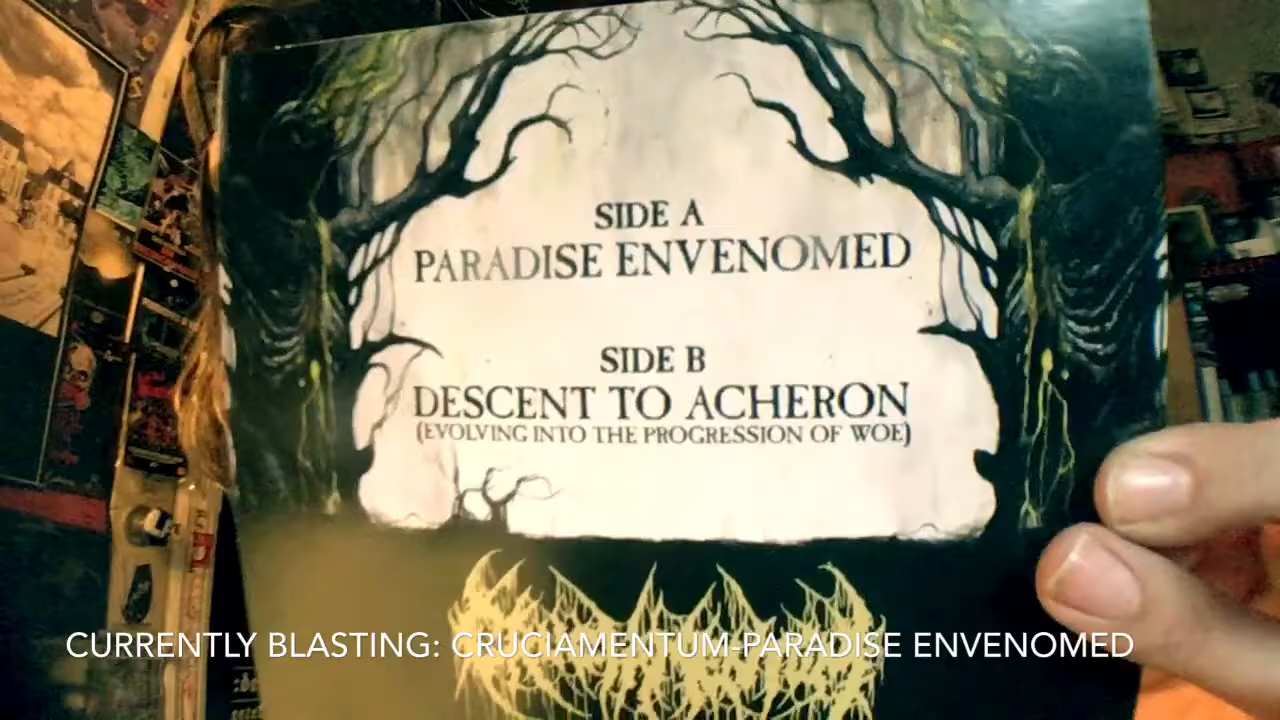 SIDE A
PARADISE ENVENOMED
SIDE B
DESCENT TO ACHERON
(EVOLVING INTO THE PROGRESSION OF WOE)
CURRENTLY BLASTING: CRUCIAMENTUM-PARADISE ENVENOMED